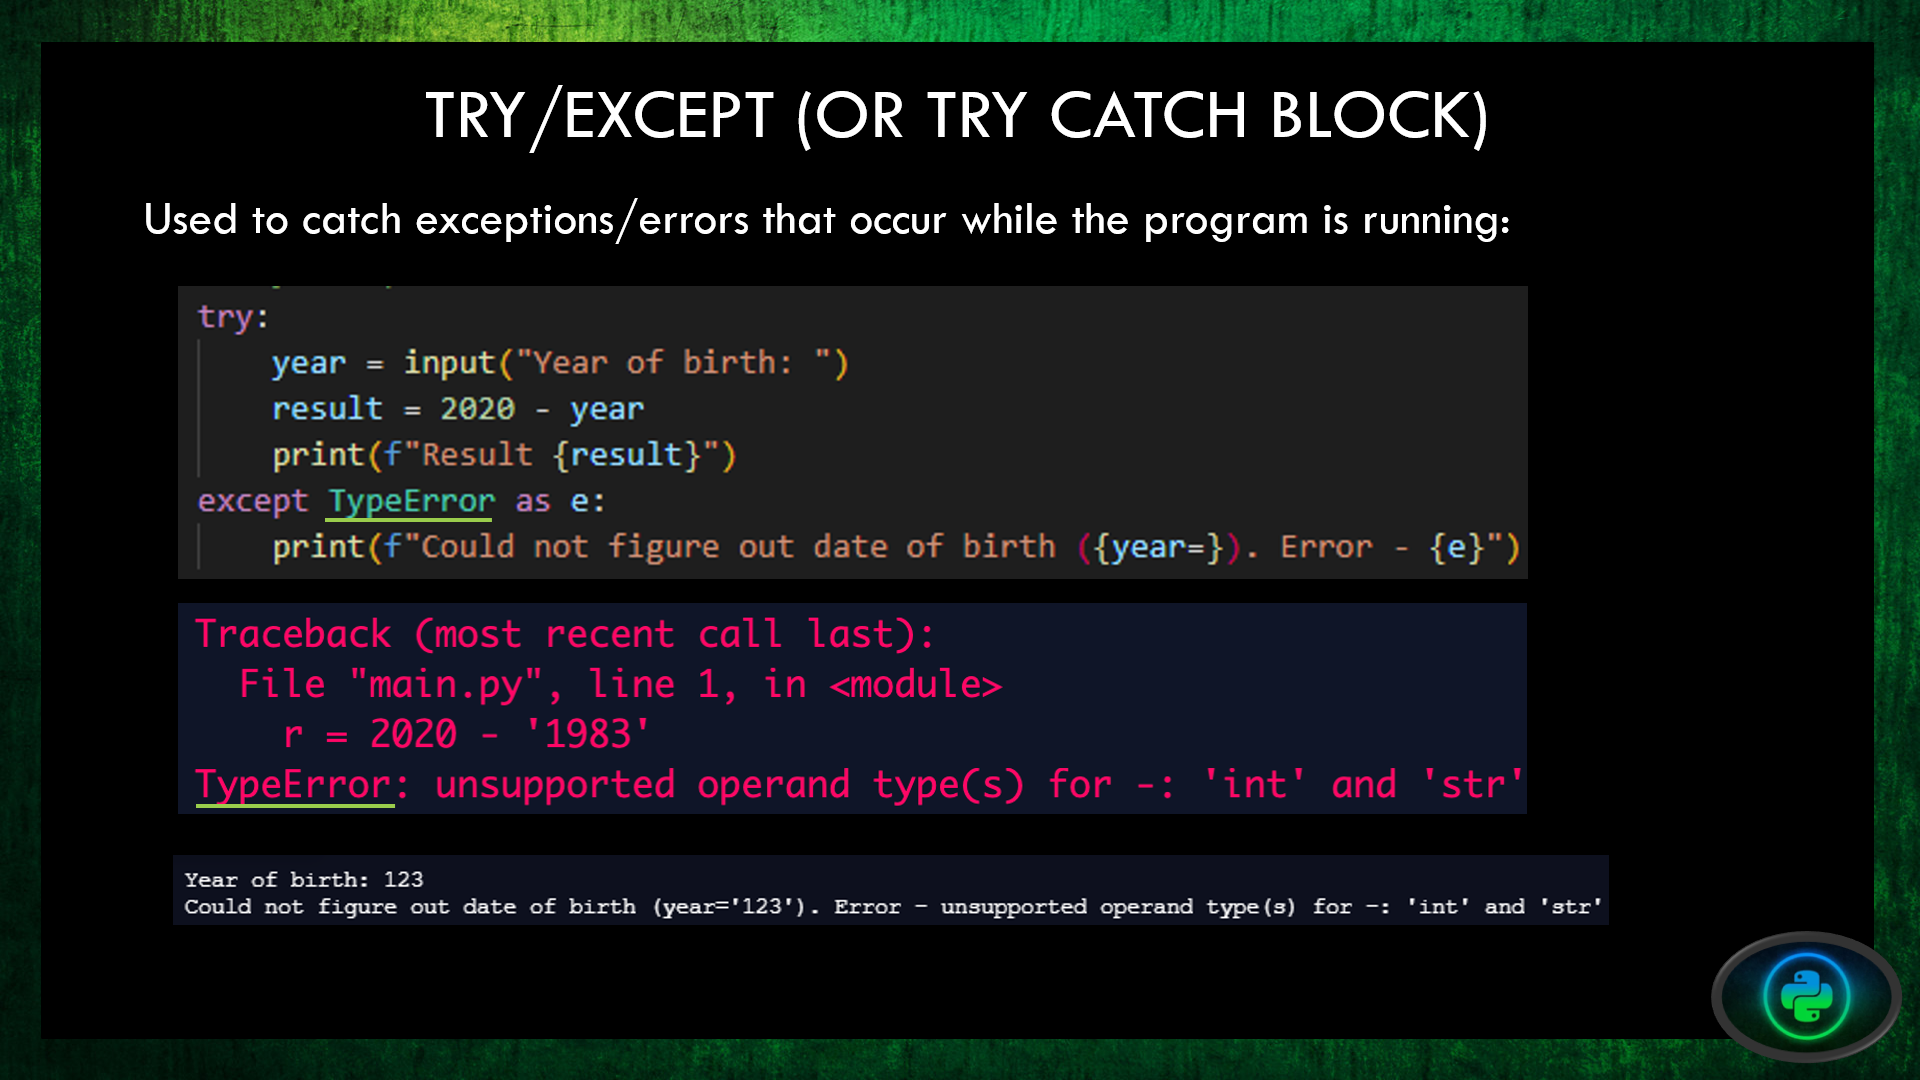 TRY/EXCEPT (OR TRY CATCH BLOCK)
Used to catch exceptions/errors that occur while the program is running:
try:
    year = input("Year of birth: ")
    result = 2020 - year
    print(f"Result {result}")
except TypeError as e:
    print(f"Could not figure out date of birth ({year=}). Error - {e}")
Traceback (most recent call last):
  File "main.py", line 1, in <module>
    r = 2020 - '1983'
TypeError: unsupported operand type(s) for -: 'int' and 'str'
Year of birth: 123
Could not figure out date of birth (year='123'). Error - unsupported operand type(s) for -: 'int' and 'str'